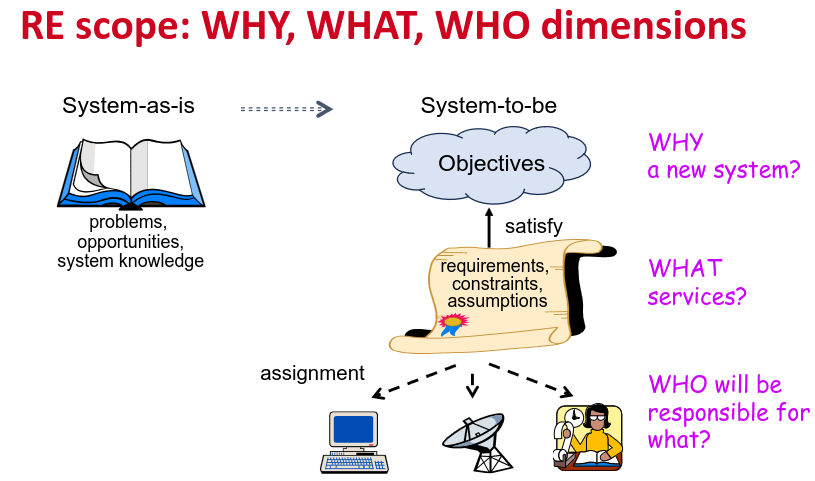 RE scope: WHY, WHAT, WHO dimensions
System-as-is
System-to-be
Objectives
WHY
a new system?
problems,
opportunities,
system knowledge
satisfy
requirements,
constraints,
assumptions
WHAT
services?
assignment
WHO will be
responsible for
what?